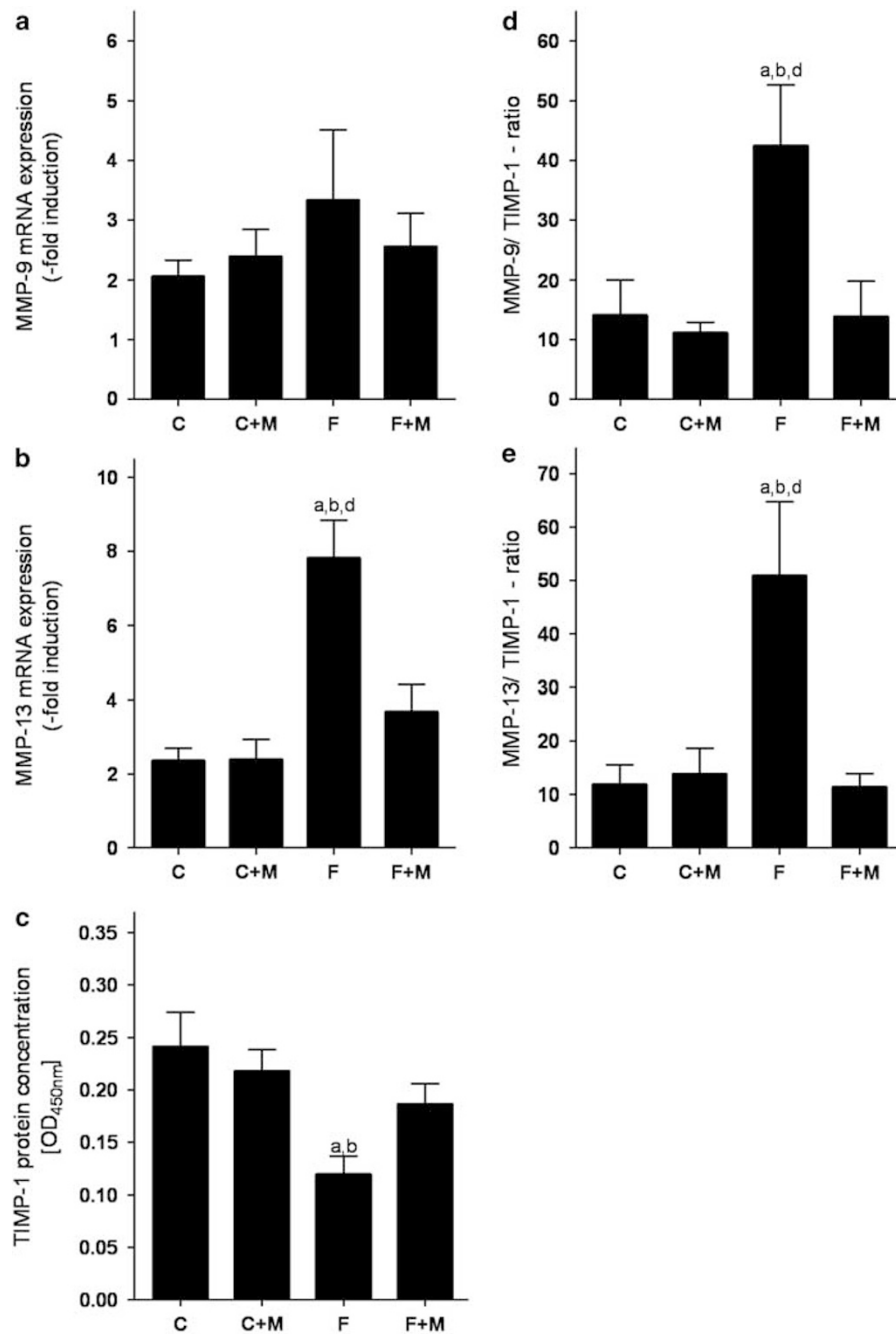 a
MMP-9 mRNA expression
(-fold induction)
6
5
4
3
2
1
0
C C+M F F+M
b
MMP-13 mRNA expression
(-fold induction)
10
8
6
4
2
0
a,b,d
C C+M F F+M
c
TIMP-1 protein concentration
[OD450nm]
0.35
0.30
0.25
0.20
0.15
0.10
0.05
0.00
a,b
C C+M F F+M
d
MMP-9/ TIMP-1 - ratio
60
50
40
30
20
10
0
a,b,d
C C+M F F+M
e
MMP-13/ TIMP-1 - ratio
70
60
50
40
30
20
10
0
a,b,d
C C+M F F+M